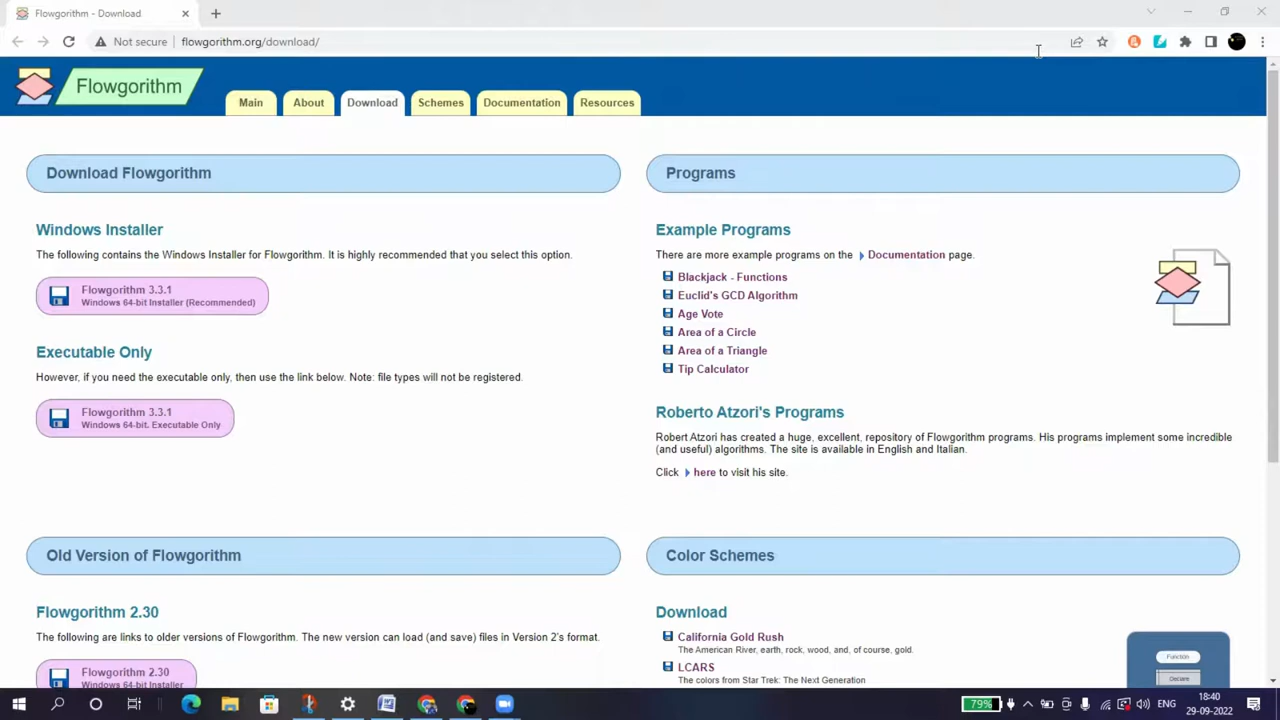 Flowgorithm - Download
Not secure
flowgorithm.org/download/
Flowgorithm
Main
About
Download
Schemes
Documentation
Resources
Download Flowgorithm
Windows Installer
The following contains the Windows Installer for Flowgorithm. It is highly recommended that you select this option.
Flowgorithm 3.3.1
Windows 64-bit Installer (Recommended)
Executable Only
However, if you need the executable only, then use the link below. Note: file types will not be registered.
Flowgorithm 3.3.1
Windows 64-bit. Executable Only
Programs
Example Programs
There are more example programs on the Documentation page.
Blackjack - Functions
Euclid's GCD Algorithm
Age Vote
Area of a Circle
Area of a Triangle
Tip Calculator
Roberto Atzori's Programs
Robert Atzori has created a huge, excellent, repository of Flowgorithm programs. His programs implement some incredible
(and useful) algorithms. The site is available in English and Italian.
Click here to visit his site.
Old Version of Flowgorithm
Flowgorithm 2.30
The following are links to older versions of Flowgorithm. The new version can load (and save) files in Version 2's format.
Flowgorithm 2.30
Windows 64-bit Installer
Color Schemes
Download
California Gold Rush
The American River, earth, rock, wood, and, of course, gold.
LCARS
The colors from Star Trek: The Next Generation
Function
Declare
79%
ENG
18:40
29-09-2022